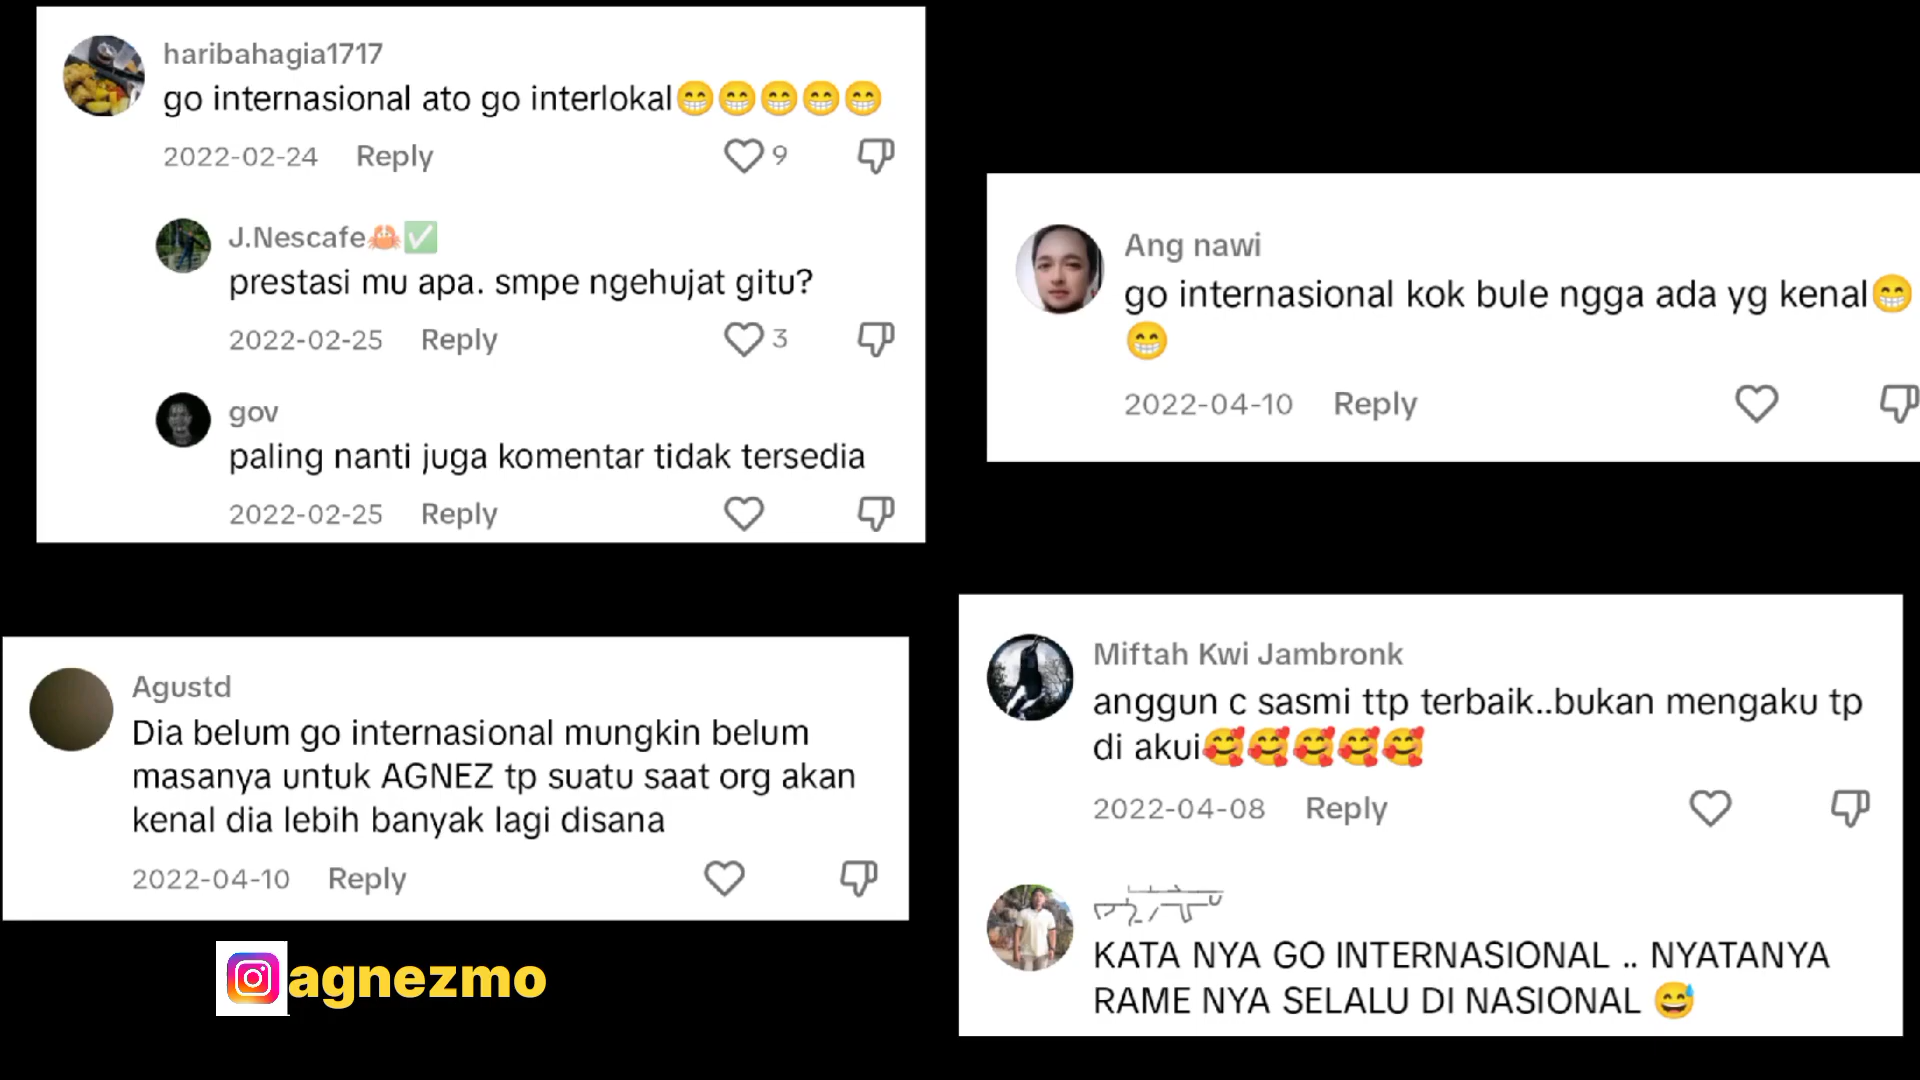 haribahagia1717
go internasional ato go interlokal😁😁😁😁😁
2022-02-24 Reply 9
J.Nescafe🦀✅
prestasi mu apa. smpe ngehujat gitu?
2022-02-25 Reply 3
gov
paling nanti juga komentar tidak tersedia
2022-02-25 Reply
Ang nawi
go internasional kok bule ngga ada yg kenal😁
😁
2022-04-10 Reply
Agustd
Dia belum go internasional mungkin belum
masanya untuk AGNEZ tp suatu saat org akan
kenal dia lebih banyak lagi disana
2022-04-10 Reply
Miftah Kwi Jambronk
anggun c sasmi ttp terbaik..bukan mengaku tp
di akui🥰🥰🥰🥰🥰
2022-04-08 Reply
KATA NYA GO INTERNASIONAL .. NYATANYA
RAME NYA SELALU DI NASIONAL 😅
agnezmo